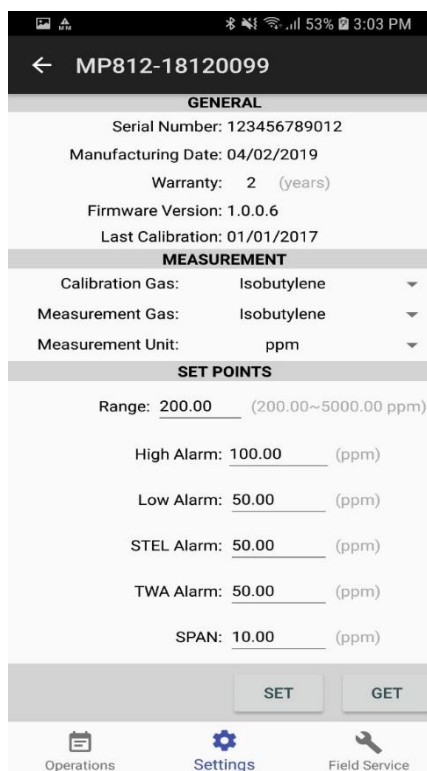 53% 3:03 PM
MP812-18120099
GENERAL
Serial Number: 123456789012
Manufacturing Date: 04/02/2019
Warranty: 2 (years)
Firmware Version: 1.0.0.6
Last Calibration: 01/01/2017
MEASUREMENT
Calibration Gas: Isobutylene
Measurement Gas: Isobutylene
Measurement Unit: ppm
SET POINTS
Range: 200.00 (200.00~5000.00 ppm)
High Alarm: 100.00 (ppm)
Low Alarm: 50.00 (ppm)
STEL Alarm: 50.00 (ppm)
TWA Alarm: 50.00 (ppm)
SPAN: 10.00 (ppm)
SET GET
Operations Settings Field Service